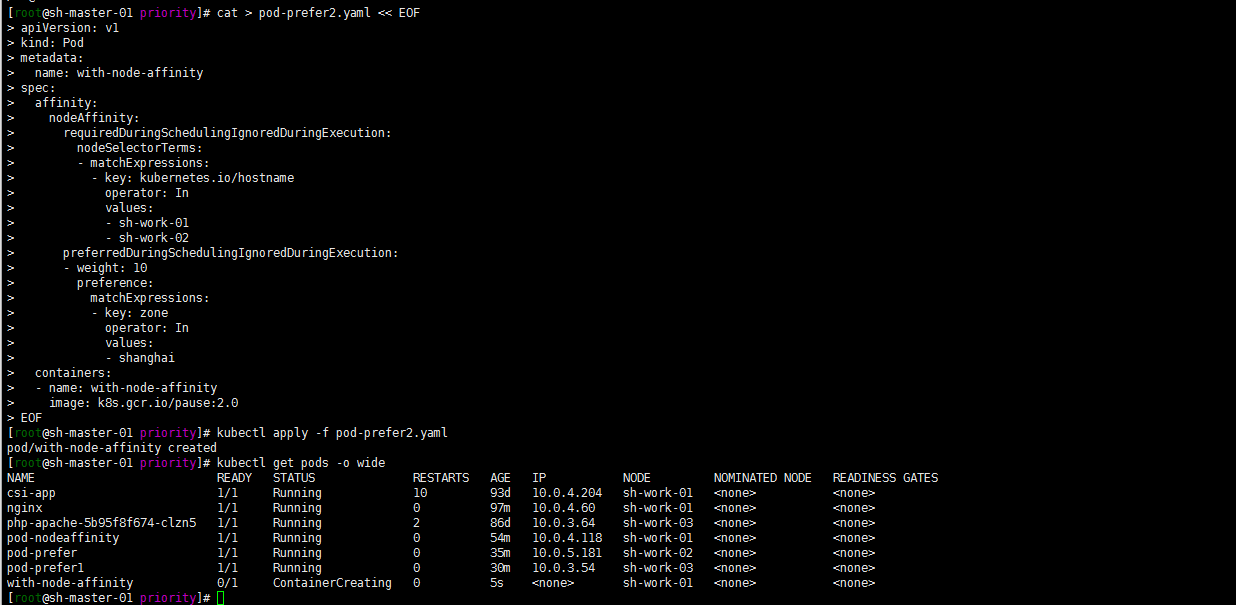 [root@sh-master-01 priority]# cat > pod-prefer2.yaml << EOF
> apiVersion: v1
> kind: Pod
> metadata:
>   name: with-node-affinity
> spec:
>   affinity:
>     nodeAffinity:
>       requiredDuringSchedulingIgnoredDuringExecution:
>         nodeSelectorTerms:
>         - matchExpressions:
>           - key: kubernetes.io/hostname
>             operator: In
>             values:
>             - sh-work-01
>             - sh-work-02
>       preferredDuringSchedulingIgnoredDuringExecution:
>       - weight: 10
>         preference:
>           matchExpressions:
>           - key: zone
>             operator: In
>             values:
>             - shanghai
>   containers:
>   - name: with-node-affinity
>     image: k8s.gcr.io/pause:2.0
> EOF
[root@sh-master-01 priority]# kubectl apply -f pod-prefer2.yaml
pod/with-node-affinity created
[root@sh-master-01 priority]# kubectl get pods -o wide
NAME                          READY   STATUS              RESTARTS   AGE   IP           NODE         NOMINATED NODE   READINESS GATES
csi-app                       1/1     Running             10         93d   10.0.4.204   sh-work-01   <none>           <none>
nginx                         1/1     Running             0          97m   10.0.4.60    sh-work-01   <none>           <none>
php-apache-5b95f8f674-clzn5   1/1     Running             2          86d   10.0.3.64    sh-work-03   <none>           <none>
pod-nodeaffinity              1/1     Running             0          54m   10.0.4.118   sh-work-01   <none>           <none>
pod-prefer                    1/1     Running             0          35m   10.0.5.181   sh-work-02   <none>           <none>
pod-prefer1                   1/1     Running             0          30m   10.0.3.54    sh-work-03   <none>           <none>
with-node-affinity            0/1     ContainerCreating   0          5s    <none>       sh-work-01   <none>           <none>
[root@sh-master-01 priority]#